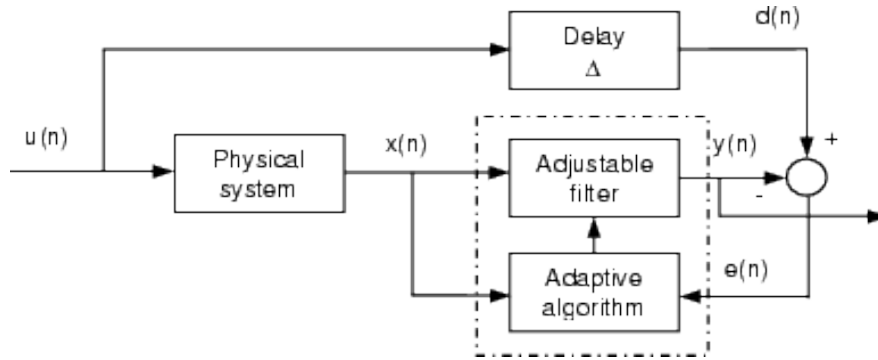 d(n)
Delay
Δ
u(n)
Physical
system
x(n)
Adjustable
filter
y(n)
+
-
Adaptive
algorithm
e(n)